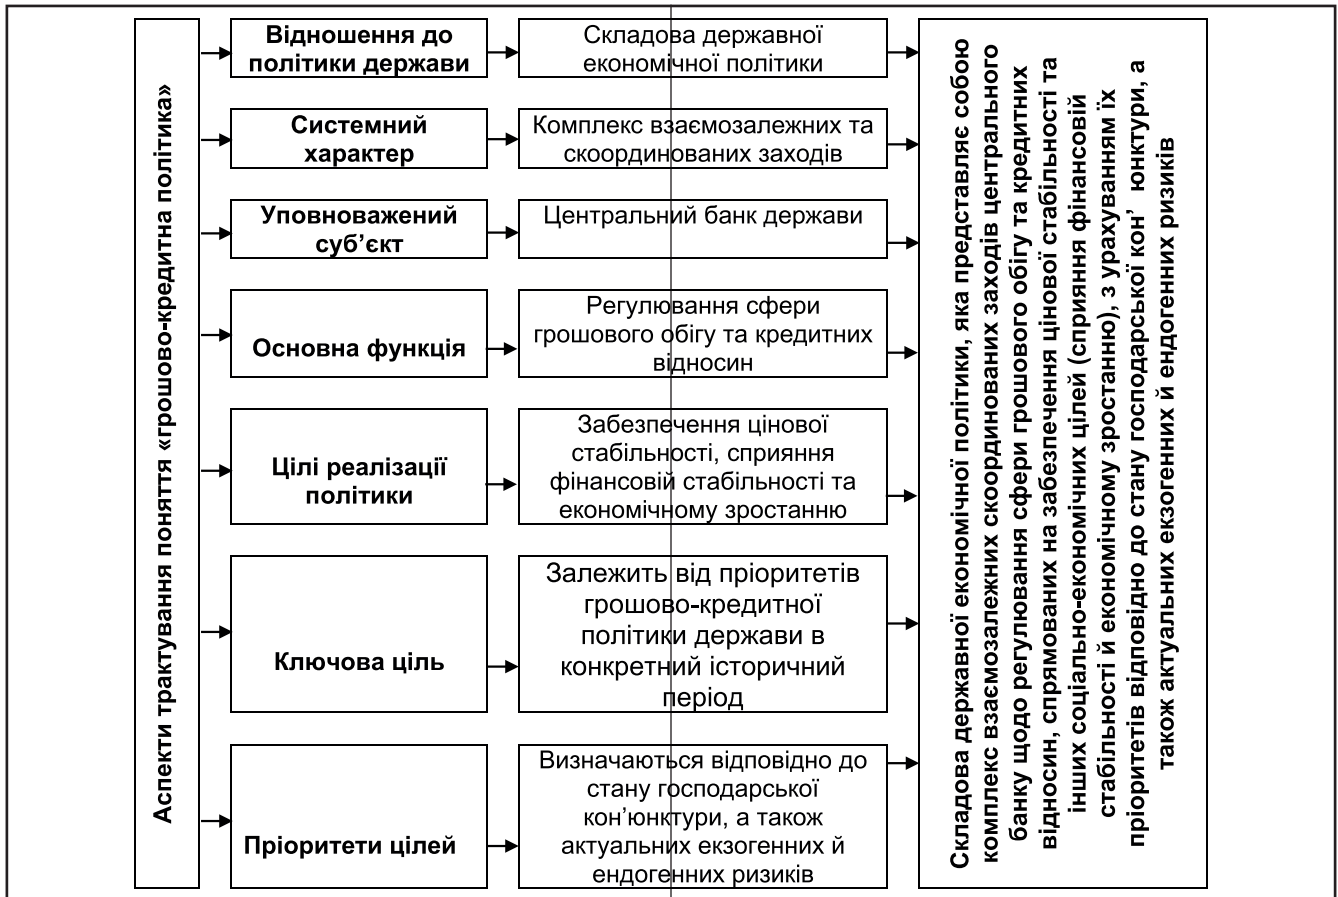 Аспекти трактування поняття «грошово-кредитна політика»
Відношення до
політики держави
Складова державної
економічної політики
Системний
характер
Комплекс взаємозалежних та
скоординованих заходів
Уповноважений
суб’єкт
Центральний банк держави
Основна функція
Регулювання сфери
грошового обігу та кредитних
відносин
Цілі реалізації
політики
Забезпечення цінової
стабільності, сприяння
фінансовій стабільності та
економічному зростанню
Ключова ціль
Залежить від пріоритетів
грошово-кредитної
політики держави в
конкретний історичний
період
Пріоритети цілей
Визначаються відповідно до
стану господарської
кон’юнктури, а також
актуальних екзогенних й
ендогенних ризиків
Складова державної економічної політики, яка представляє собою
комплекс взаємозалежних скоординованих заходів центрального
банку щодо регулювання сфери грошового обігу та кредитних
відносин, спрямованих на забезпечення цінової стабільності та
інших соціально-економічних цілей (сприяння фінансовій
стабільності й економічному зростанню), з урахуванням їх
пріоритетів відповідно до стану господарської кон’ юнктури, а
також актуальних екзогенних й ендогенних ризиків